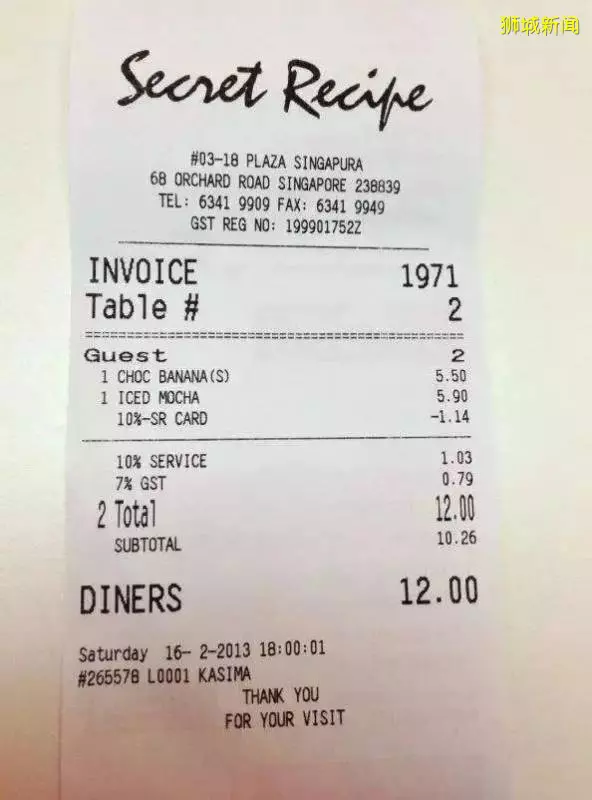 狮城新闻
Secret Recipe
#03-18 PLAZA SINGAPURA
68 ORCHARD ROAD SINGAPORE 238839
TEL: 6341 9909 FAX: 6341 9949
GST REG NO: 199901752Z
INVOICE 1971
Table # 2
Guest 2
1 CHOC BANANA(S) 5.50
1 ICED MOCHA 5.90
10%-SR CARD -1.14
10% SERVICE 1.03
7% GST 0.79
2 Total 12.00
SUBTOTAL 10.26
DINERS 12.00
Saturday 16- 2-2013 18:00:01
#265578 L0001 KASIMA
THANK YOU
FOR YOUR VISIT